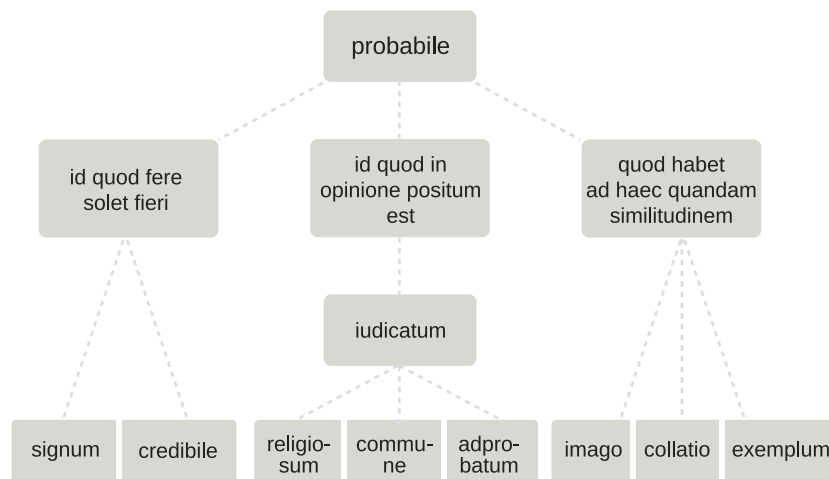 probabile
id quod fere
solet fieri
id quod in
opinione positum
est
quod habet
ad haec quandam
similitudinem
iudicatum
signum
credibile
religio-
sum
commu-
ne
adpro-
batum
imago
collatio
exemplum